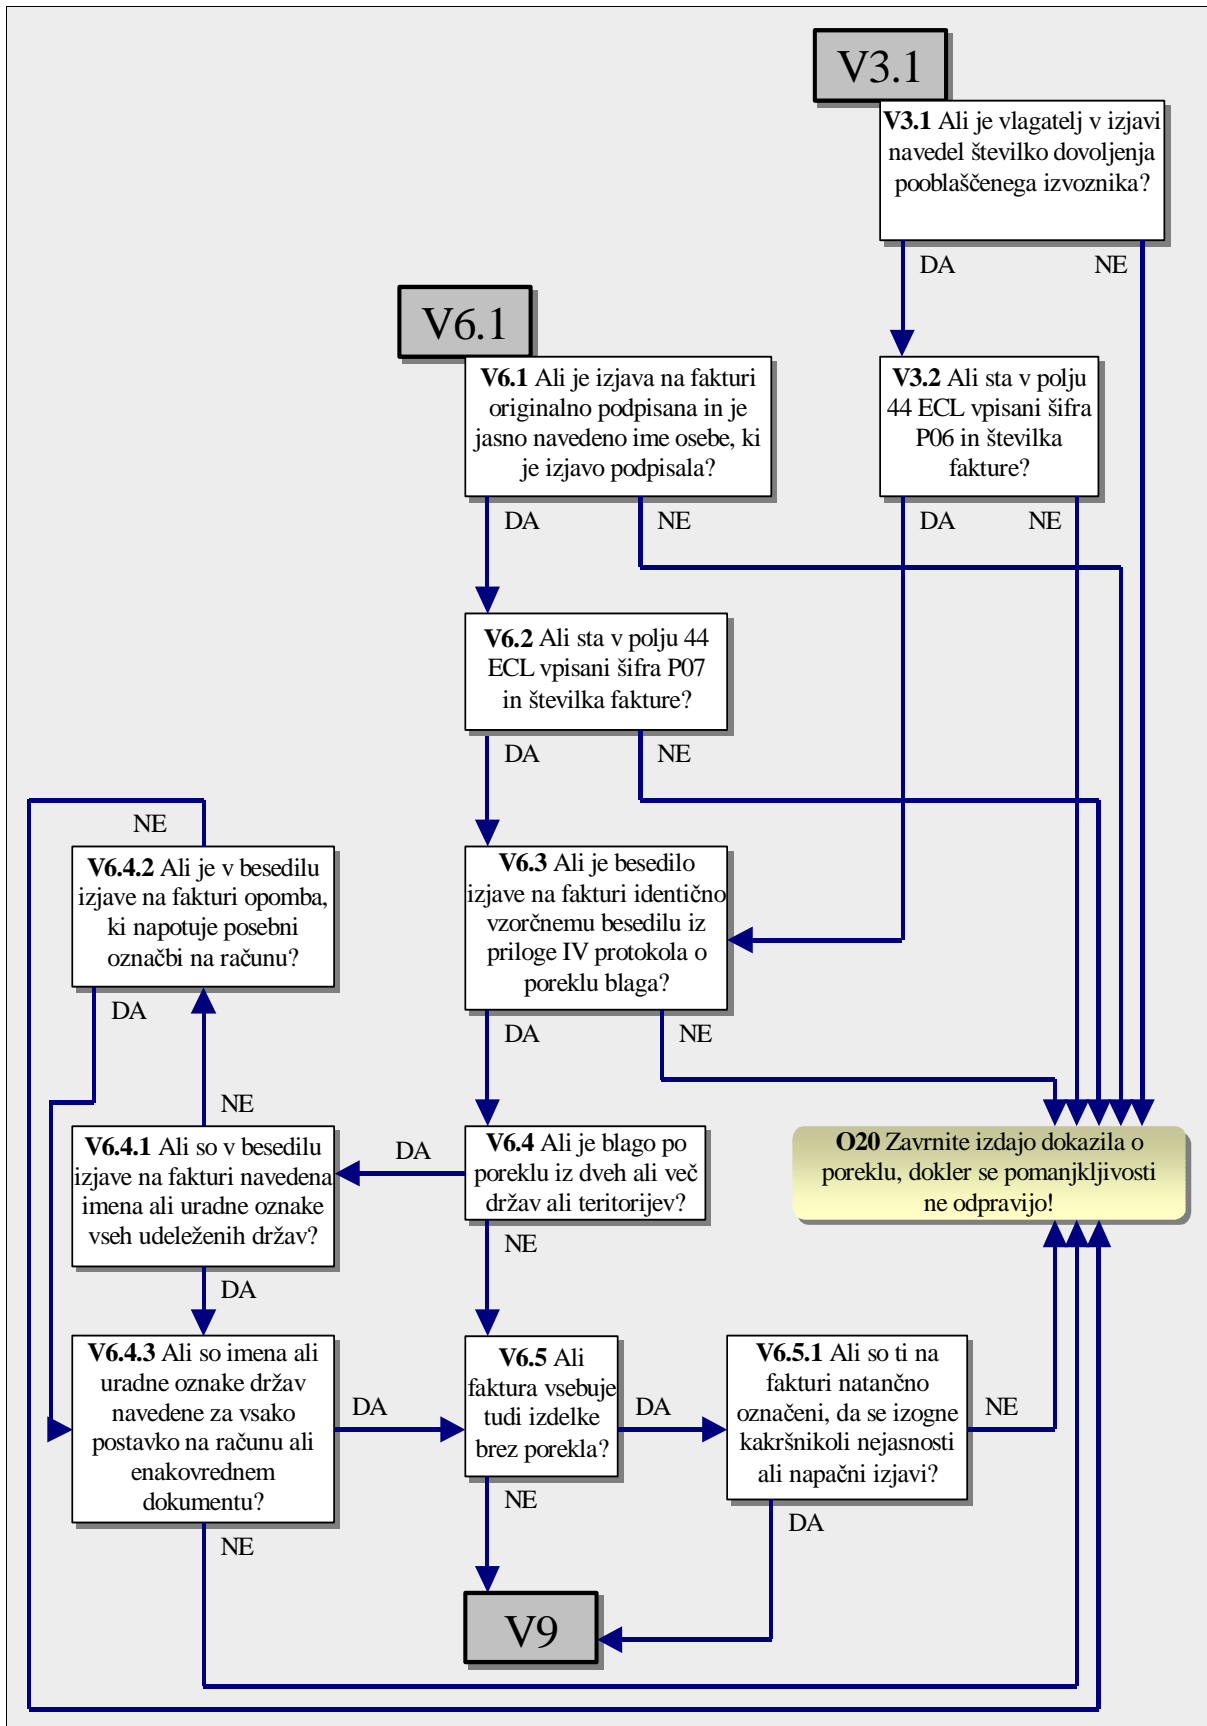 V3.1
V3.1 Ali je vlagatelj v izjavi
navedel številko dovoljenja
pooblaščenega izvoznika?
DA
NE
V6.1
V6.1 Ali je izjava na fakturi
originalno podpisana in je
jasno navedeno ime osebe, ki
je izjavo podpisala?
V3.2 Ali sta v polju
44 ECL vpisani šifra
P06 in številka
fakture?
DA
NE
DA
NE
V6.2 Ali sta v polju 44
ECL vpisani šifra P07
in številka fakture?
DA
NE
NE
V6.4.2 Ali je v besedilu
izjave na fakturi opomba,
ki napotuje posebni
označbi na računu?
V6.3 Ali je besedilo
izjave na fakturi identično
vzorčnemu besedilu iz
priloge IV protokola o
poreklu blaga?
DA
DA
NE
NE
V6.4.1 Ali so v besedilu
izjave na fakturi navedena
imena ali uradne oznake
vseh udeleženih držav?
DA
V6.4 Ali je blago po
poreklu iz dveh ali več
držav ali teritorijev?
O20 Zavrnite izdajo dokazila o
poreklu, dokler se pomanjkljivosti
ne odpravijo!
DA
NE
V6.4.3 Ali so imena ali
uradne oznake držav
navedene za vsako
postavko na računu ali
enakovrednem
dokumentu?
DA
V6.5 Ali
faktura vsebuje
tudi izdelke
brez porekla?
DA
V6.5.1 Ali so ti na
fakturi natančno
označeni, da se izogne
kakršnikoli nejasnosti
ali napačni izjavi?
NE
NE
NE
DA
V9